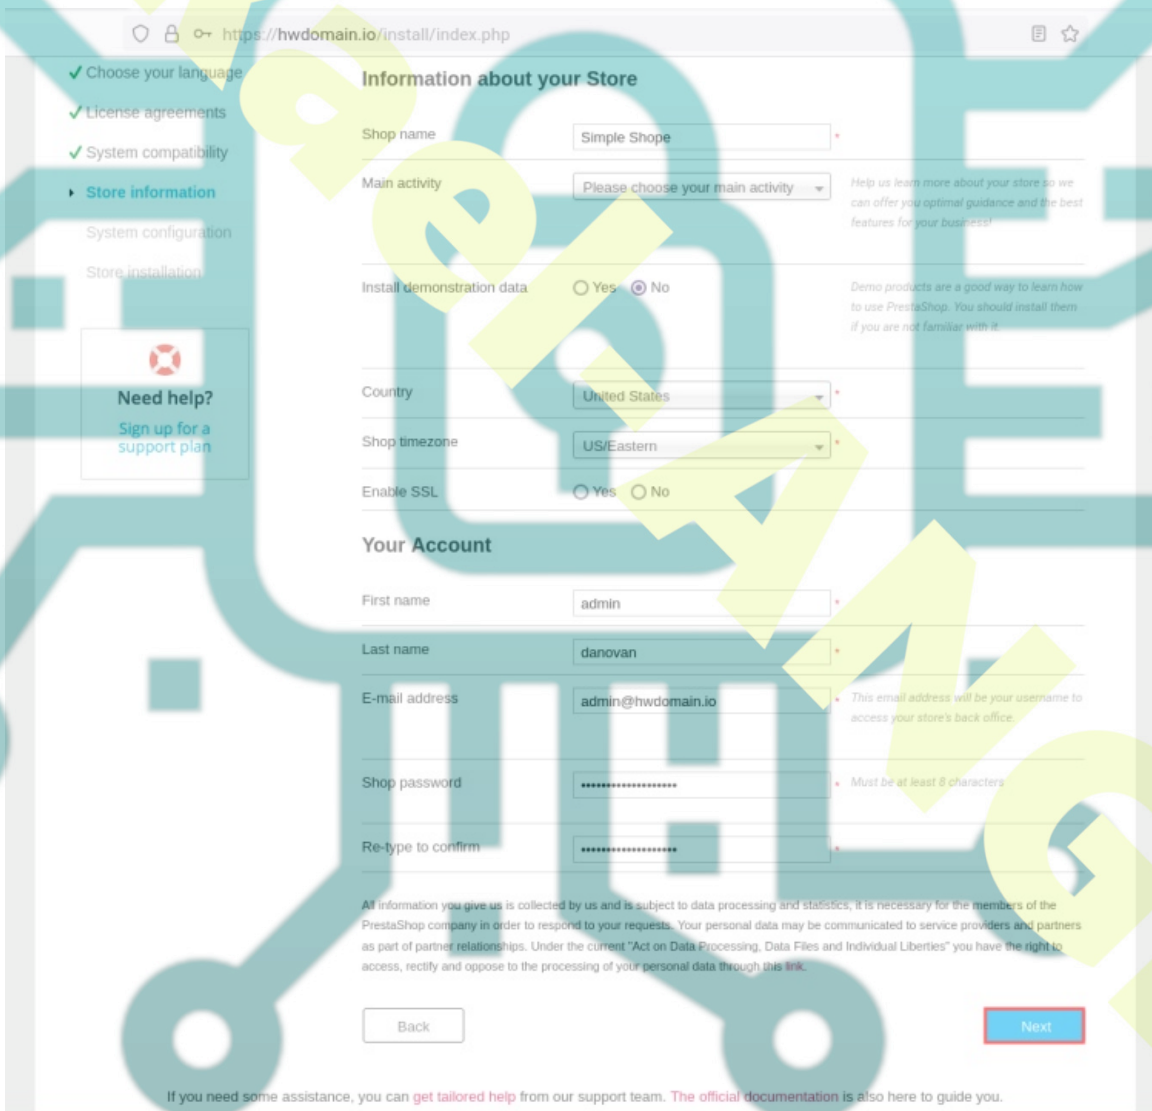 https://hwdomain.io/install/index.php
Choose your language
License agreements
System compatibility
Store information
System configuration
Store installation
Need help?
Sign up for a
support plan
Information about your Store
Shop name
Simple Shope
*
Main activity
Please choose your main activity
Help us learn more about your store so we
can offer you optimal guidance and the best
features for your business!
Install demonstration data
Yes
No
Demo products are a good way to learn how
to use PrestaShop. You should install them
if you are not familiar with it.
Country
United States
*
Shop timezone
US/Eastern
*
Enable SSL
Yes
No
Your Account
First name
admin
*
Last name
danovan
*
E-mail address
admin@hwdomain.io
*
This email address will be your username to
access your store's back office.
Shop password
*
Must be at least 8 characters
Re-type to confirm
*
All information you give us is collected by us and is subject to data processing and statistics, it is necessary for the members of the
PrestaShop company in order to respond to your requests. Your personal data may be communicated to service providers and partners
as part of partner relationships. Under the current "Act on Data Processing, Data Files and Individual Liberties" you have the right to
access, rectify and oppose to the processing of your personal data through this link.
Back
Next
If you need some assistance, you can get tailored help from our support team. The official documentation is also here to guide you.